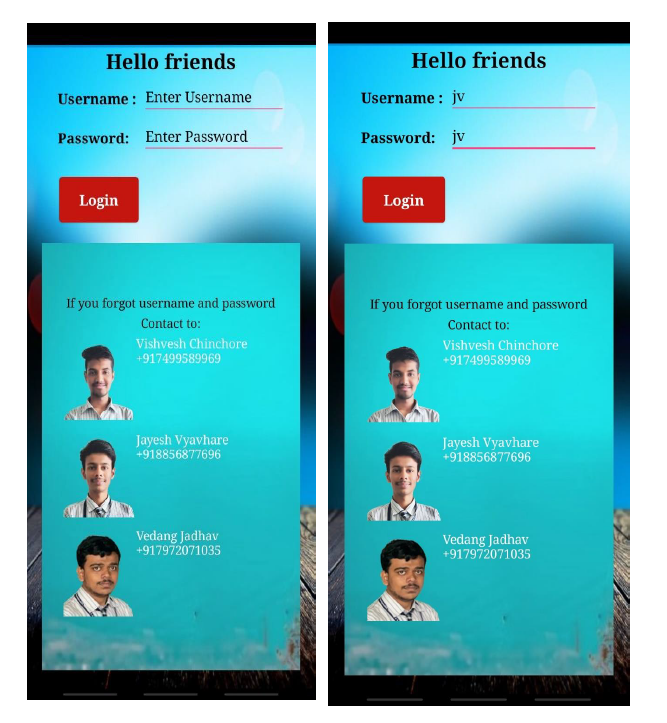 Hello friends
Username : Enter Username
Password: Enter Password
Login
If you forgot username and password
Contact to:
Vishvesh Chinchore
+917499589969
Jayesh Vyavhare
+918856877696
Vedang Jadhav
+917972071035
Hello friends
Username : jv
Password: jv
Login
If you forgot username and password
Contact to:
Vishvesh Chinchore
+917499589969
Jayesh Vyavhare
+918856877696
Vedang Jadhav
+917972071035